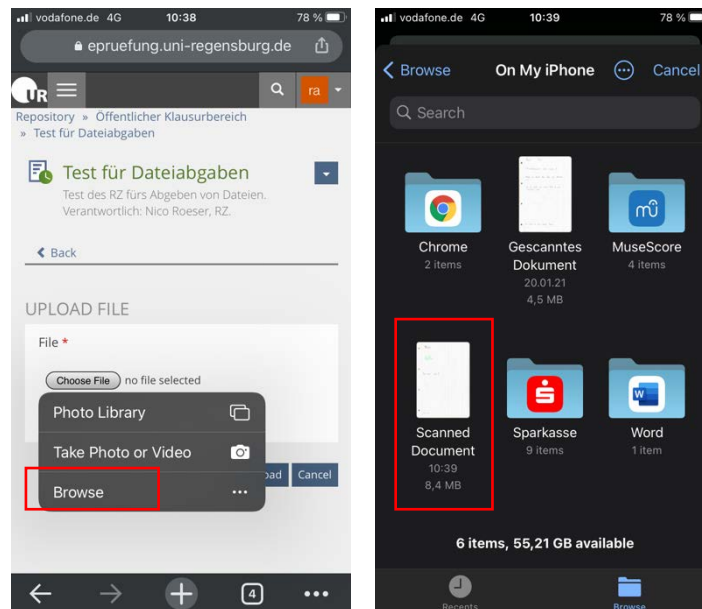 vodafone.de 4G 10:38 78 %
epruefung.uni-regensburg.de
UR
ra
Repository » Öffentlicher Klausurbereich
» Test für Dateiabgaben
Test für Dateiabgaben
Test des RZ fürs Abgeben von Dateien.
Verantwortlich: Nico Roeser, RZ.
Back
UPLOAD FILE
File *
Choose File no file selected
Photo Library
Take Photo or Video
Browse
oad Cancel
4
vodafone.de 4G 10:39 78 %
Browse On My iPhone Cancel
Search
Chrome
2 items
Gescanntes
Dokument
20.01.21
4,5 MB
MuseScore
4 items
Scanned
Document
10:39
8,4 MB
Sparkasse
9 items
Word
1 item
6 items, 55,21 GB available
Recents Browse